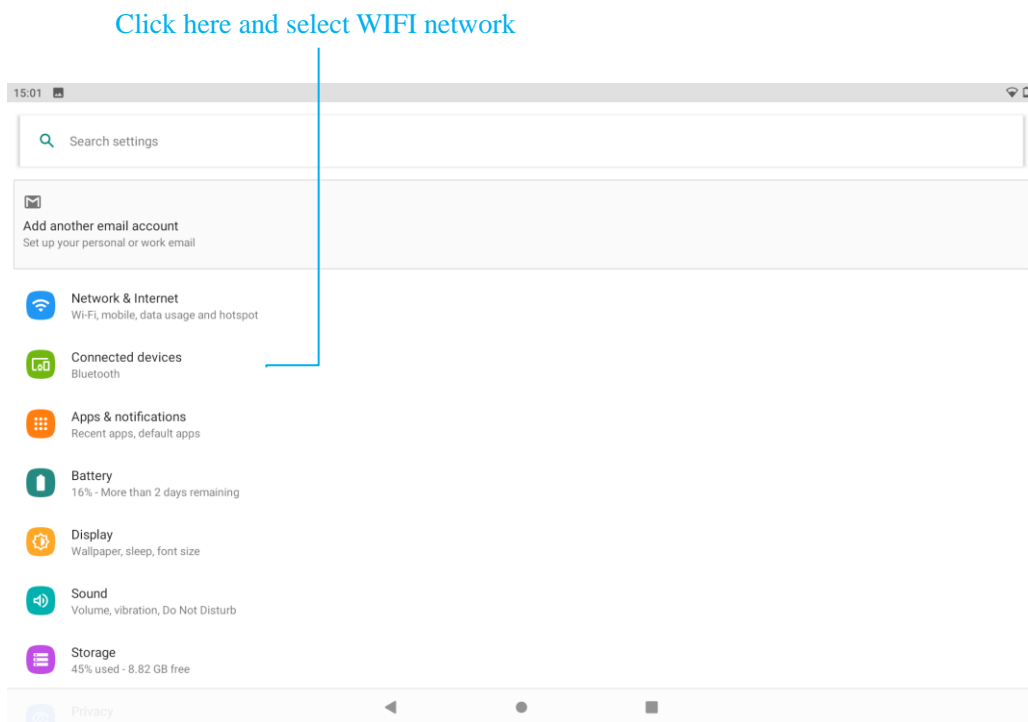 Click here and select WIFI network
15:01
Search settings
Add another email account
Set up your personal or work email
Network & Internet
Wi-Fi, mobile, data usage and hotspot
Connected devices
Bluetooth
Apps & notifications
Recent apps, default apps
Battery
16% - More than 2 days remaining
Display
Wallpaper, sleep, font size
Sound
Volume, vibration, Do Not Disturb
Storage
45% used - 8.82 GB free
Privacy